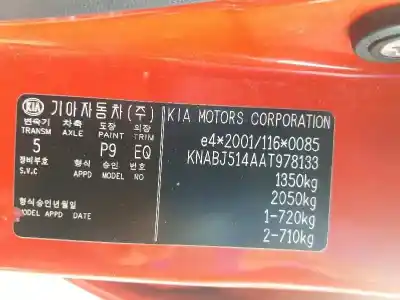 KIA 기아자동차(주)
변속기 차축 도장 의장
TRANSM AXLE PAINT TRIM
5 P9 EQ
정비부호 형식 승인 번호
S.V.C APPD MODEL NO
형식승인년월일
MODEL APPD DATE
KIA MOTORS CORPORATION
e4*2001/116*0085
KNABJ514AAT978133
1350kg
2050kg
1-720kg
2-710kg